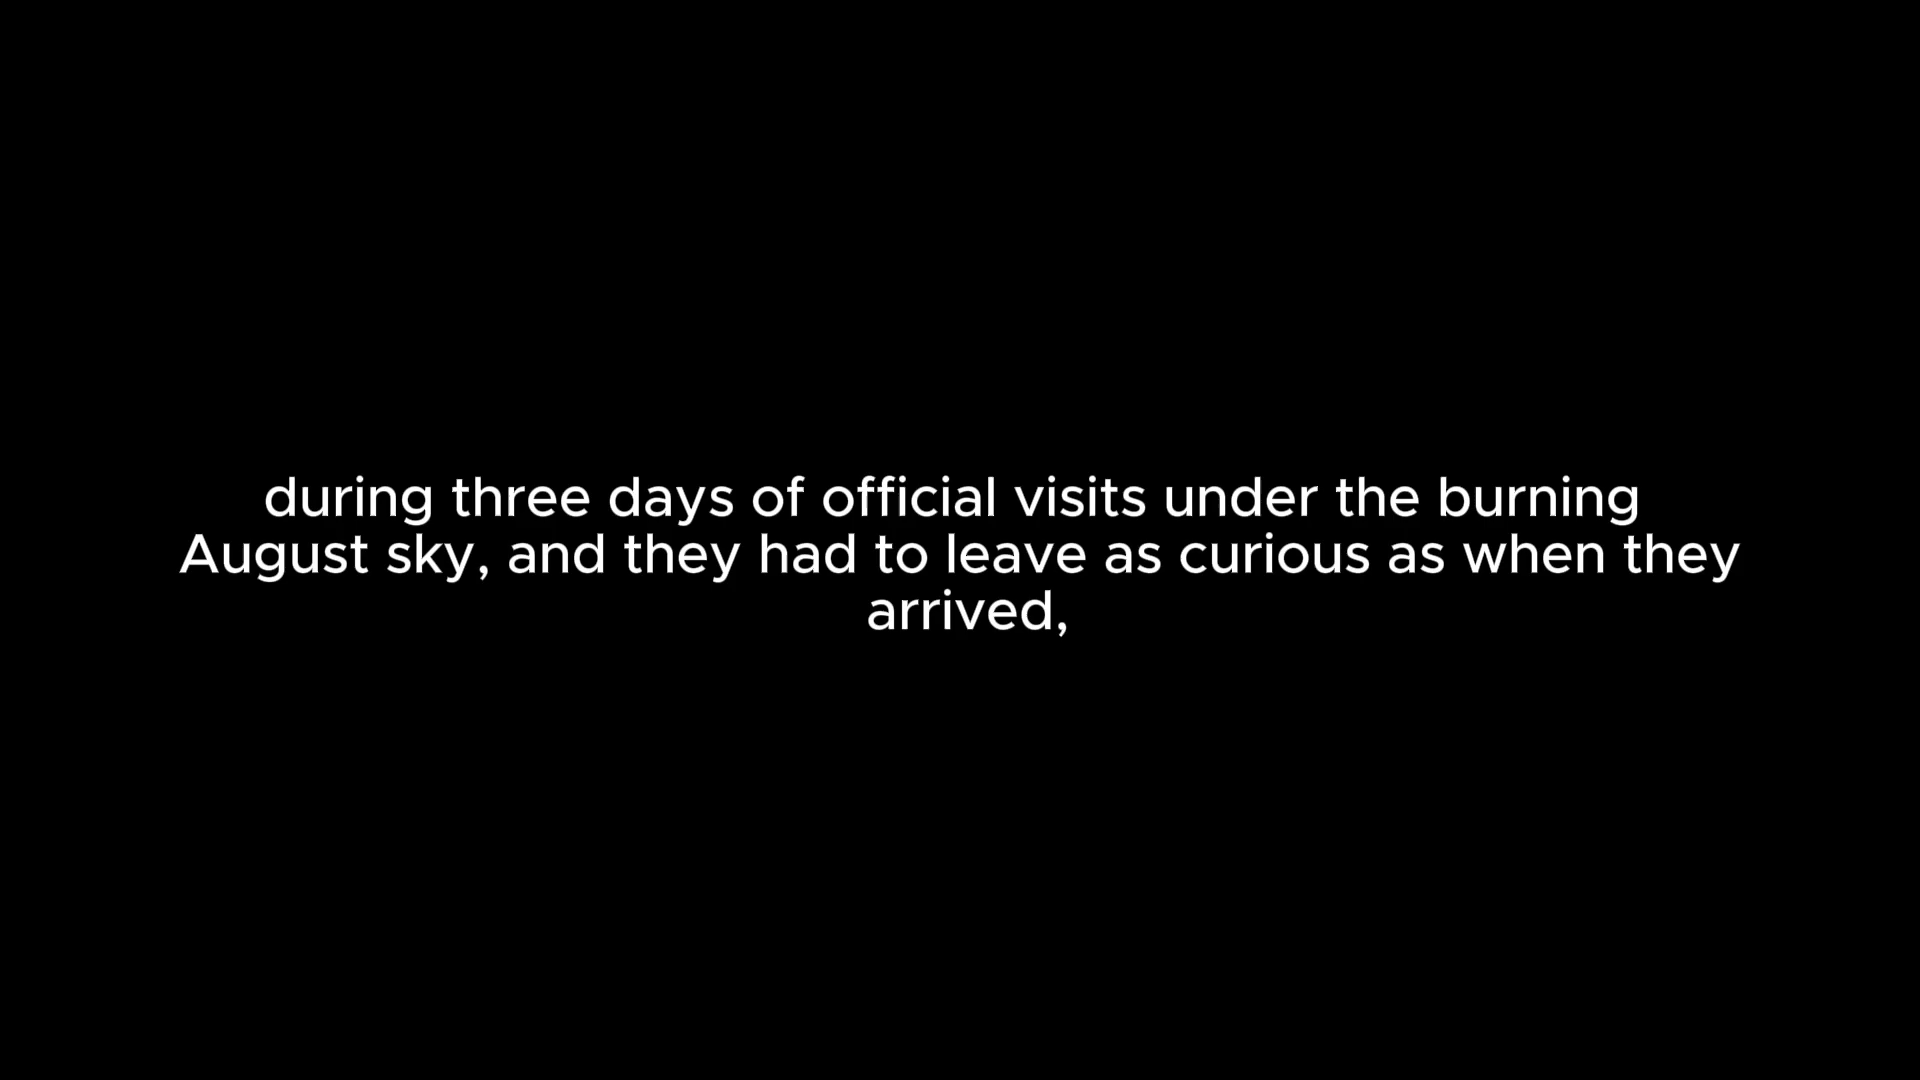 during three days of official visits under the burning
August sky, and they had to leave as curious as when they
arrived,